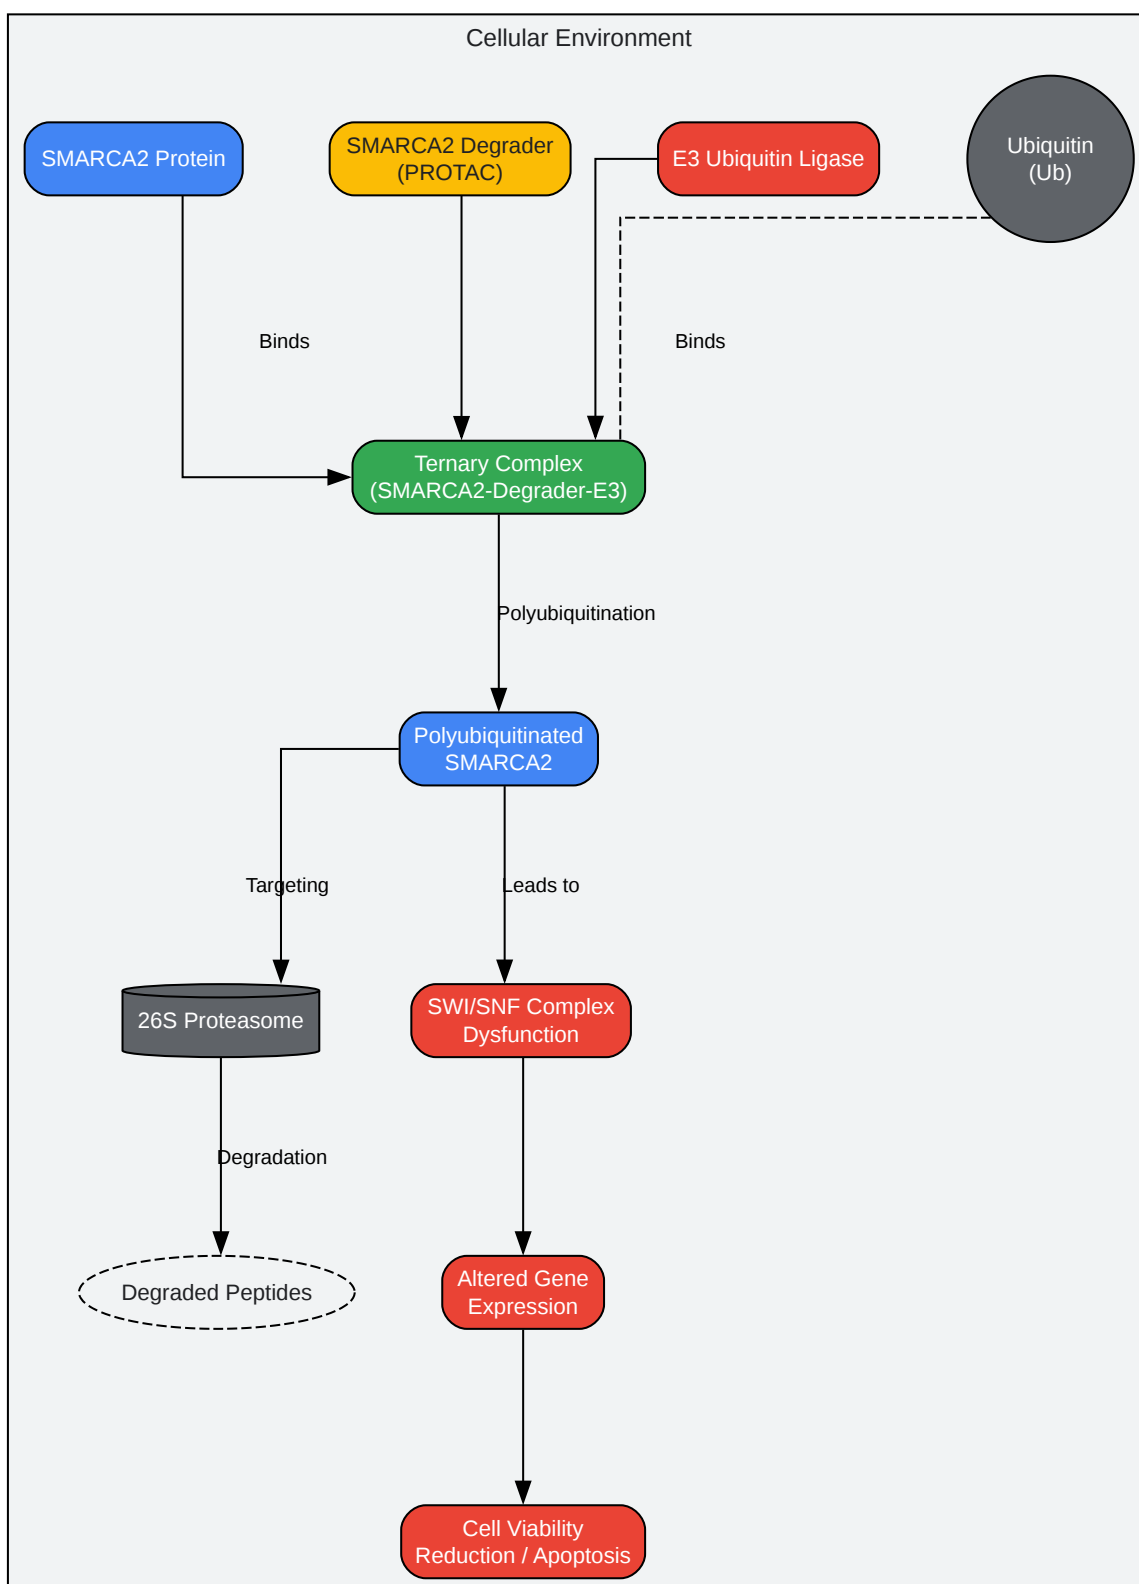 Cellular Environment
SMARCA2 Protein
SMARCA2 Degrader
(PROTAC)
E3 Ubiquitin Ligase
Ubiquitin
(Ub)
Binds
Binds
Ternary Complex
(SMARCA2-Degrader-E3)
Polyubiquitination
Polyubiquitinated
SMARCA2
Targeting
Leads to
26S Proteasome
SWI/SNF Complex
Dysfunction
Degradation
Degraded Peptides
Altered Gene
Expression
Cell Viability
Reduction / Apoptosis